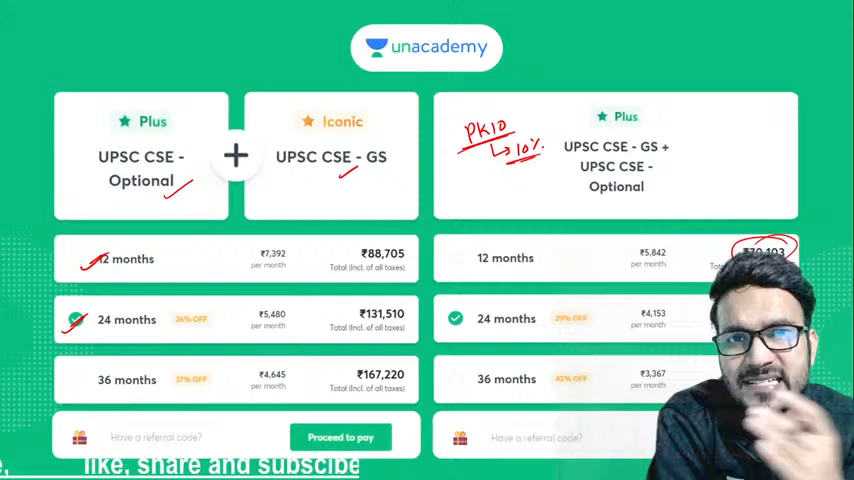 unacademy
Plus
UPSC CSE -
Optional
+
Iconic
UPSC CSE - GS
PK10
10%
Plus
UPSC CSE - GS +
UPSC CSE -
Optional
12 months
₹7,392
per month
₹88,705
Total (Incl. of all taxes)
24 months
26% OFF
₹5,480
per month
₹131,510
Total (Incl. of all taxes)
36 months
37% OFF
₹4,645
per month
₹167,220
Total (Incl. of all taxes)
Have a referral code?
Proceed to pay
12 months
₹5,842
per month
₹70,103
24 months
29% OFF
₹4,153
per month
36 months
42% OFF
₹3,367
per month
Have a referral code?
like, share and subscribe